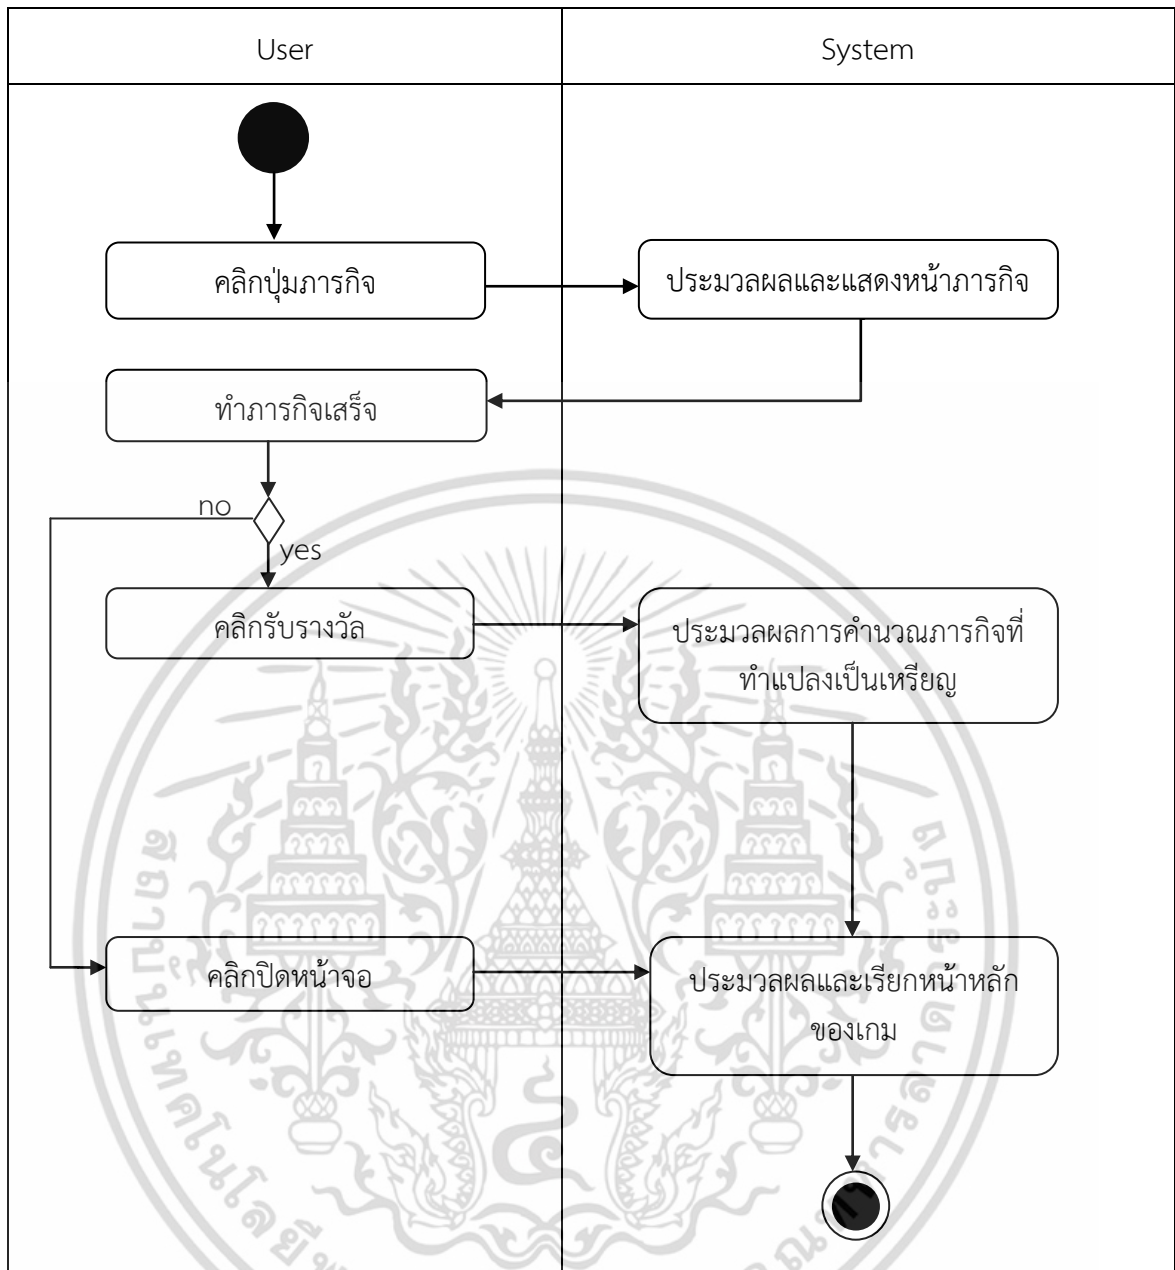 User
System
คลิกปุ่มภารกิจ
ประมวลผลและแสดงหน้าภารกิจ
ทำภารกิจเสร็จ
no
yes
คลิกรับรางวัล
ประมวลผลการคำนวณภารกิจที่
ทำแปลงเป็นเหรียญ
คลิกปิดหน้าจอ
ประมวลผลและเรียกหน้าหลัก
ของเกม